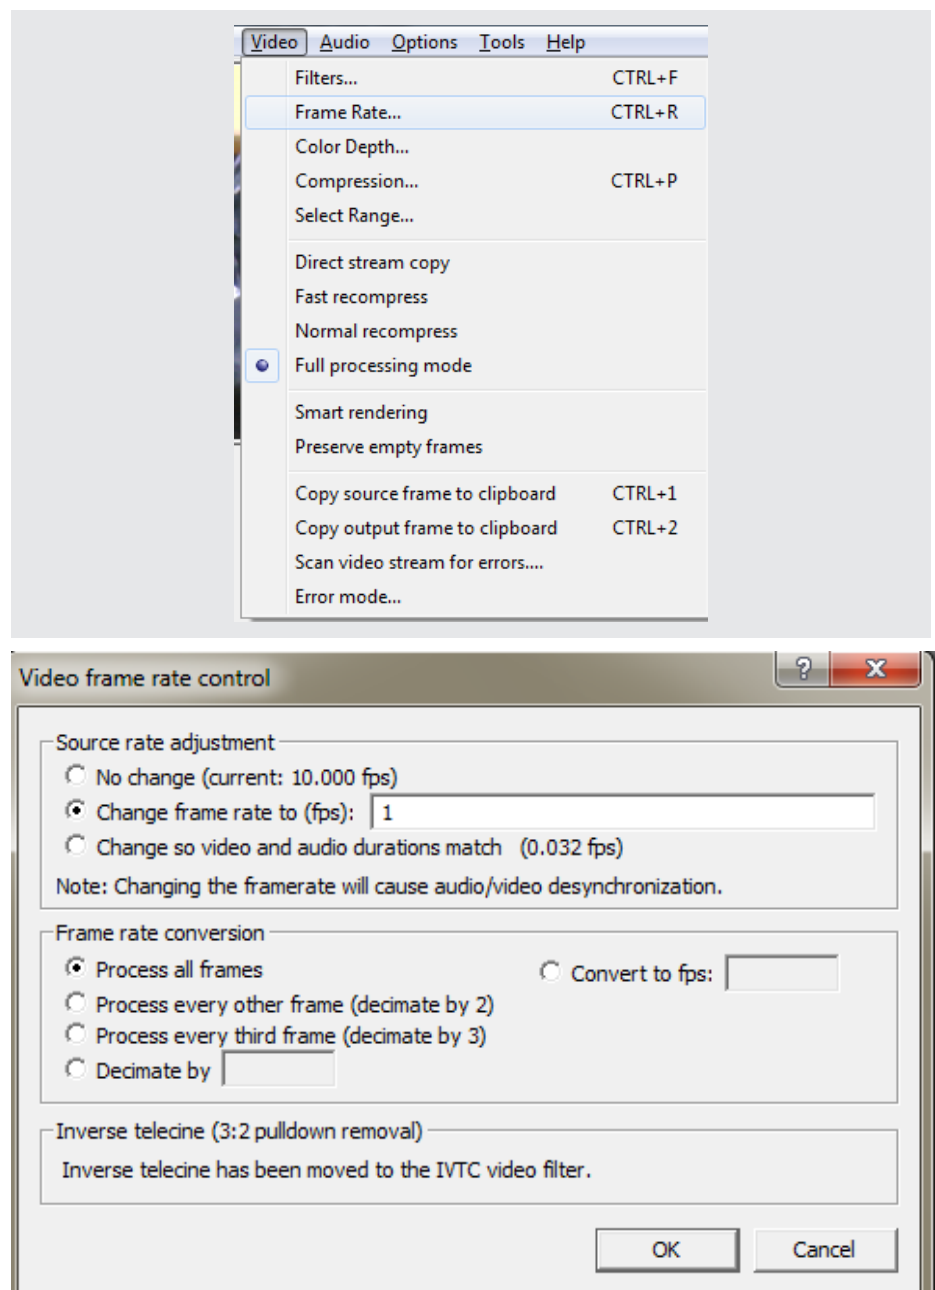 Video Audio Options Tools Help
Filters... CTRL+F
Frame Rate... CTRL+R
Color Depth...
Compression... CTRL+P
Select Range...
Direct stream copy
Fast recompress
Normal recompress
Full processing mode
Smart rendering
Preserve empty frames
Copy source frame to clipboard CTRL+1
Copy output frame to clipboard CTRL+2
Scan video stream for errors....
Error mode...
Video frame rate control
? X
Source rate adjustment
No change (current: 10.000 fps)
Change frame rate to (fps): 1
Change so video and audio durations match (0.032 fps)
Note: Changing the framerate will cause audio/video desynchronization.
Frame rate conversion
Process all frames Convert to fps:
Process every other frame (decimate by 2)
Process every third frame (decimate by 3)
Decimate by
Inverse telecine (3:2 pulldown removal)
Inverse telecine has been moved to the IVTC video filter.
OK Cancel